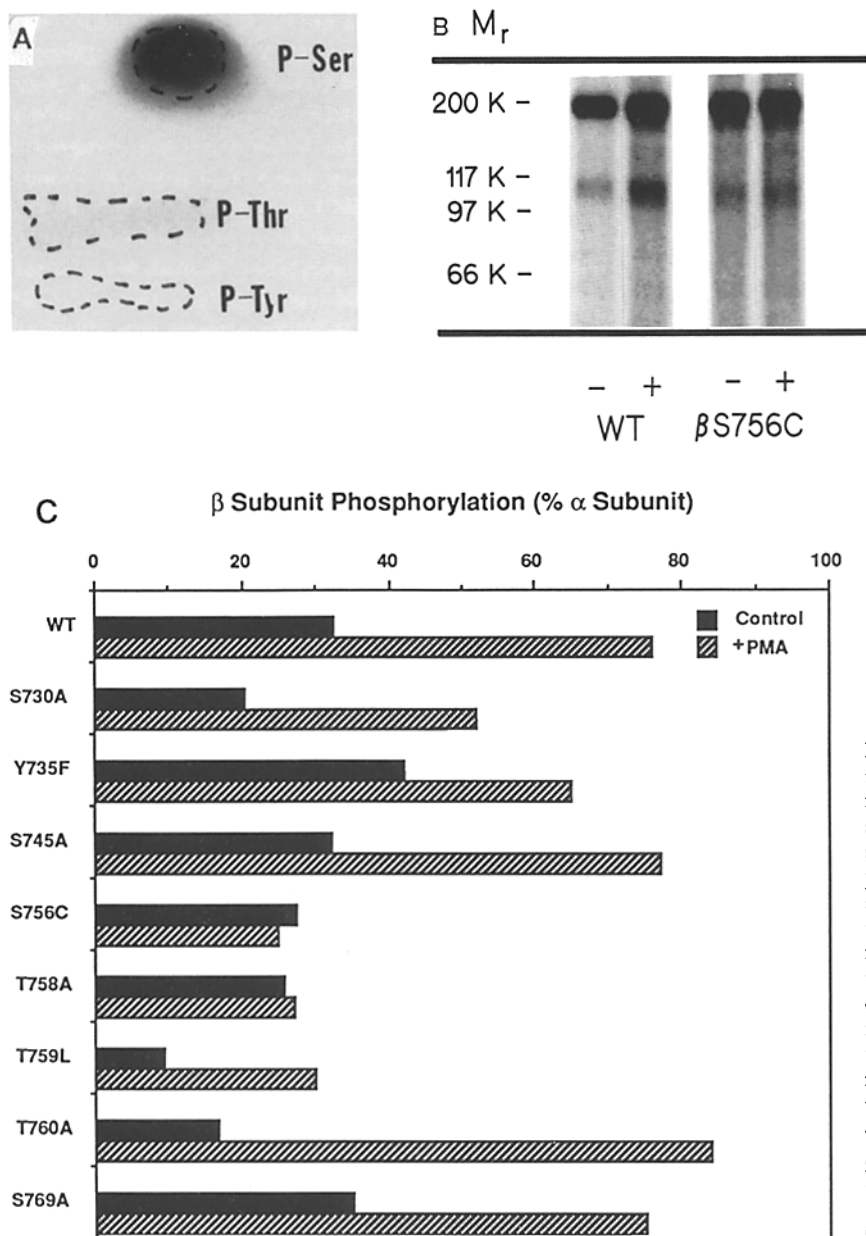 A
P-Ser
P-Thr
P-Tyr
B Mr
200 K -
117 K -
97 K -
66 K -
- + - +
WT βS756C
C
β Subunit Phosphorylation (% α Subunit)
0 20 40 60 80 100
Control
+PMA
WT
S730A
Y735F
S745A
S756C
T758A
T759L
T760A
S769A